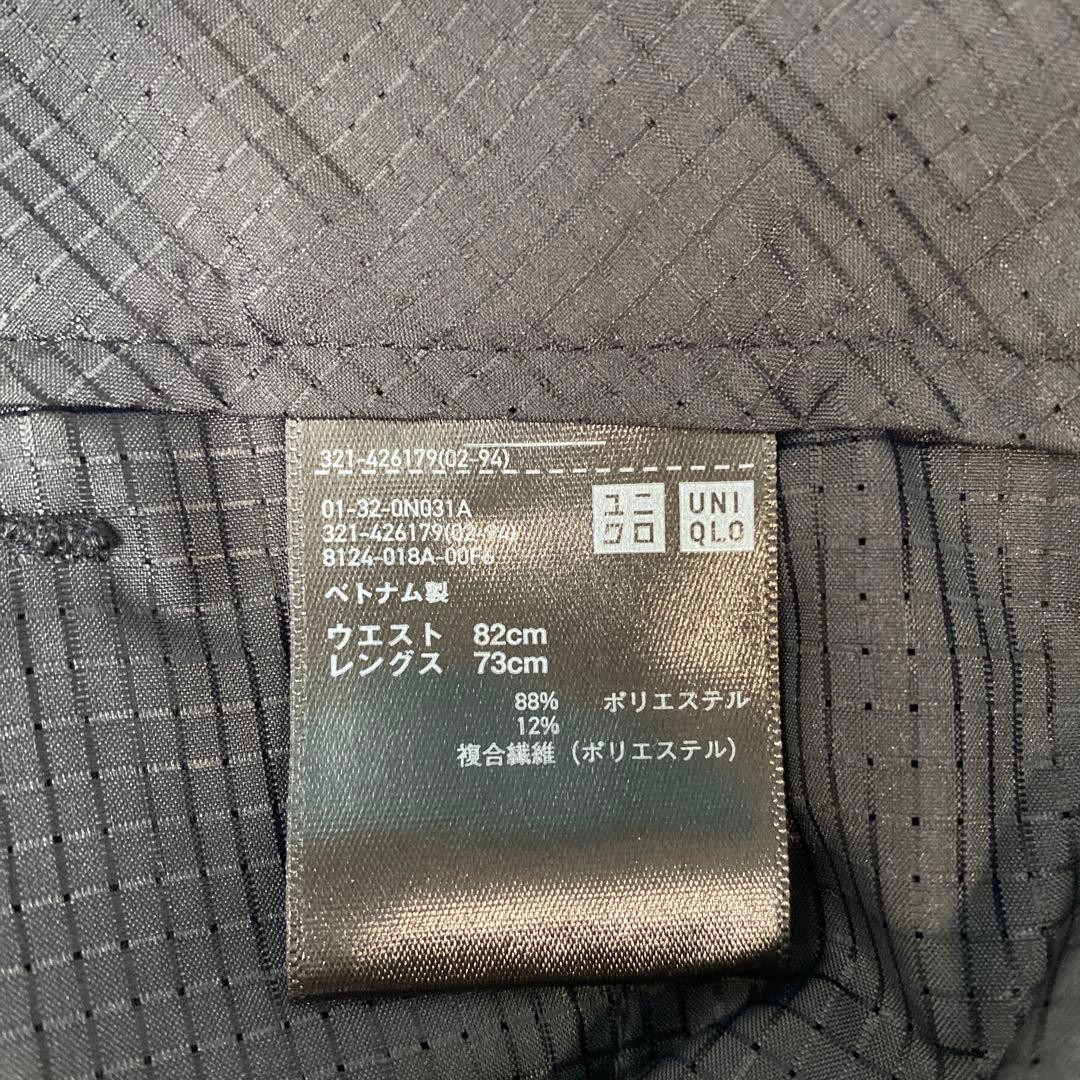 321-426179(02-94)
01-32-0N031A
321-426179(02-94)
8124-018A-00F6
ユニクロ
UNIQLO
ベトナム製
ウエスト 82cm
レングス 73cm
88% ポリエステル
12%
複合繊維 (ポリエステル)